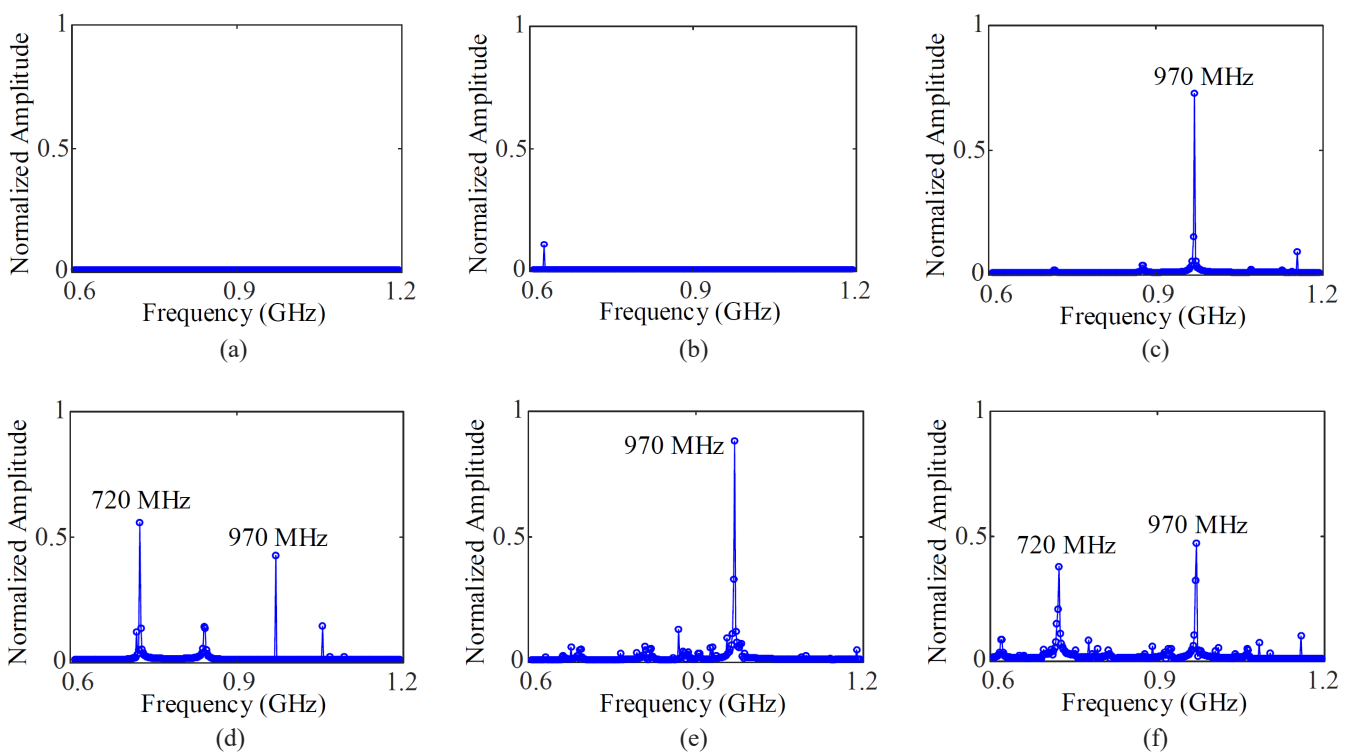 1
Normalized Amplitude
0.5
0
0.6
0.9
1.2
Frequency (GHz)
(a)
1
Normalized Amplitude
0.5
0
0.6
0.9
1.2
Frequency (GHz)
(b)
1
970 MHz
Normalized Amplitude
0.5
0
0.6
0.9
1.2
Frequency (GHz)
(c)
1
720 MHz
970 MHz
Normalized Amplitude
0.5
0
0.6
0.9
1.2
Frequency (GHz)
(d)
1
970 MHz
Normalized Amplitude
0.5
0
0.6
0.9
1.2
Frequency (GHz)
(e)
1
720 MHz
970 MHz
Normalized Amplitude
0.5
0
0.6
0.9
1.2
Frequency (GHz)
(f)